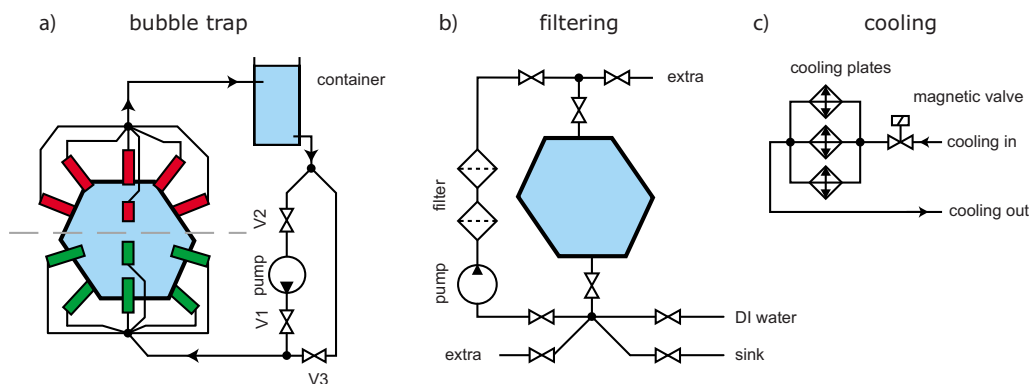 a) bubble trap
container
V2
pump
V1
V3
b) filtering
extra
filter
pump
DI water
extra
sink
c) cooling
cooling plates
magnetic valve
cooling in
cooling out